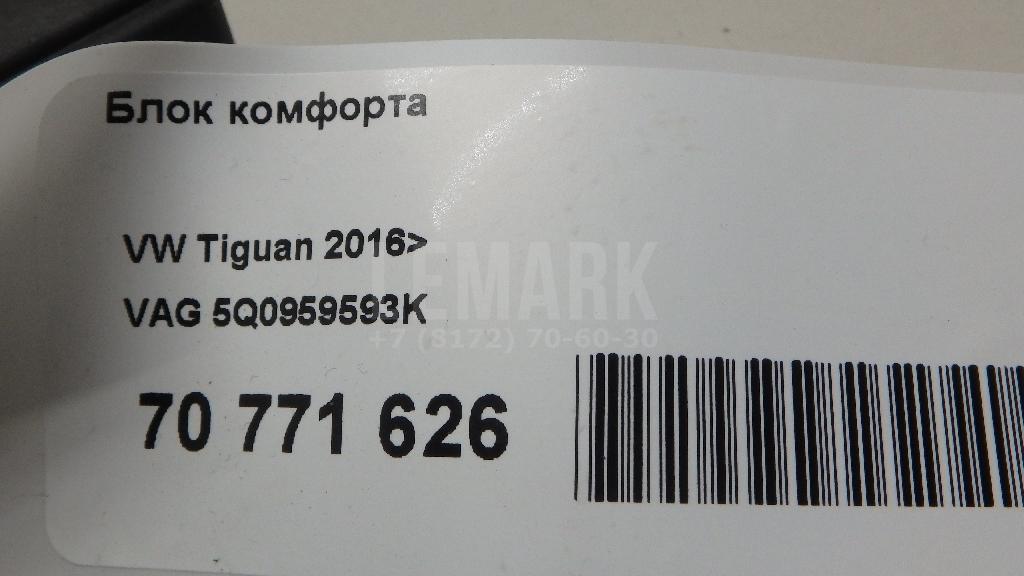 Блок комфорта
VW Tiguan 2016>
LEMARK
VAG 5Q0959593K
+7 (8172) 70-60-30
70 771 626